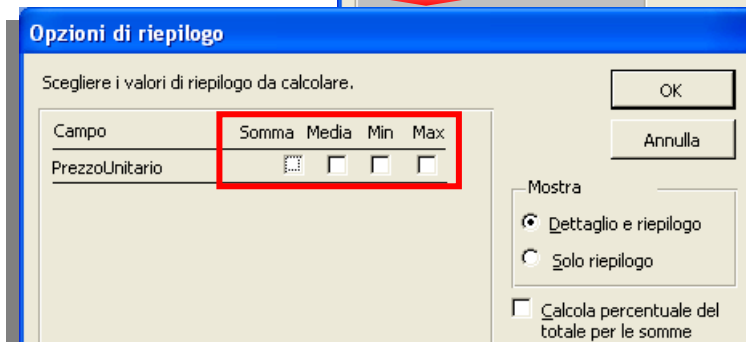 Opzioni di riepilogo
Scegliere i valori di riepilogo da calcolare.
OK
Annulla
Campo Somma Media Min Max
PrezzoUnitario
Mostra
Dettaglio e riepilogo
Solo riepilogo
Calcola percentuale del
totale per le somme